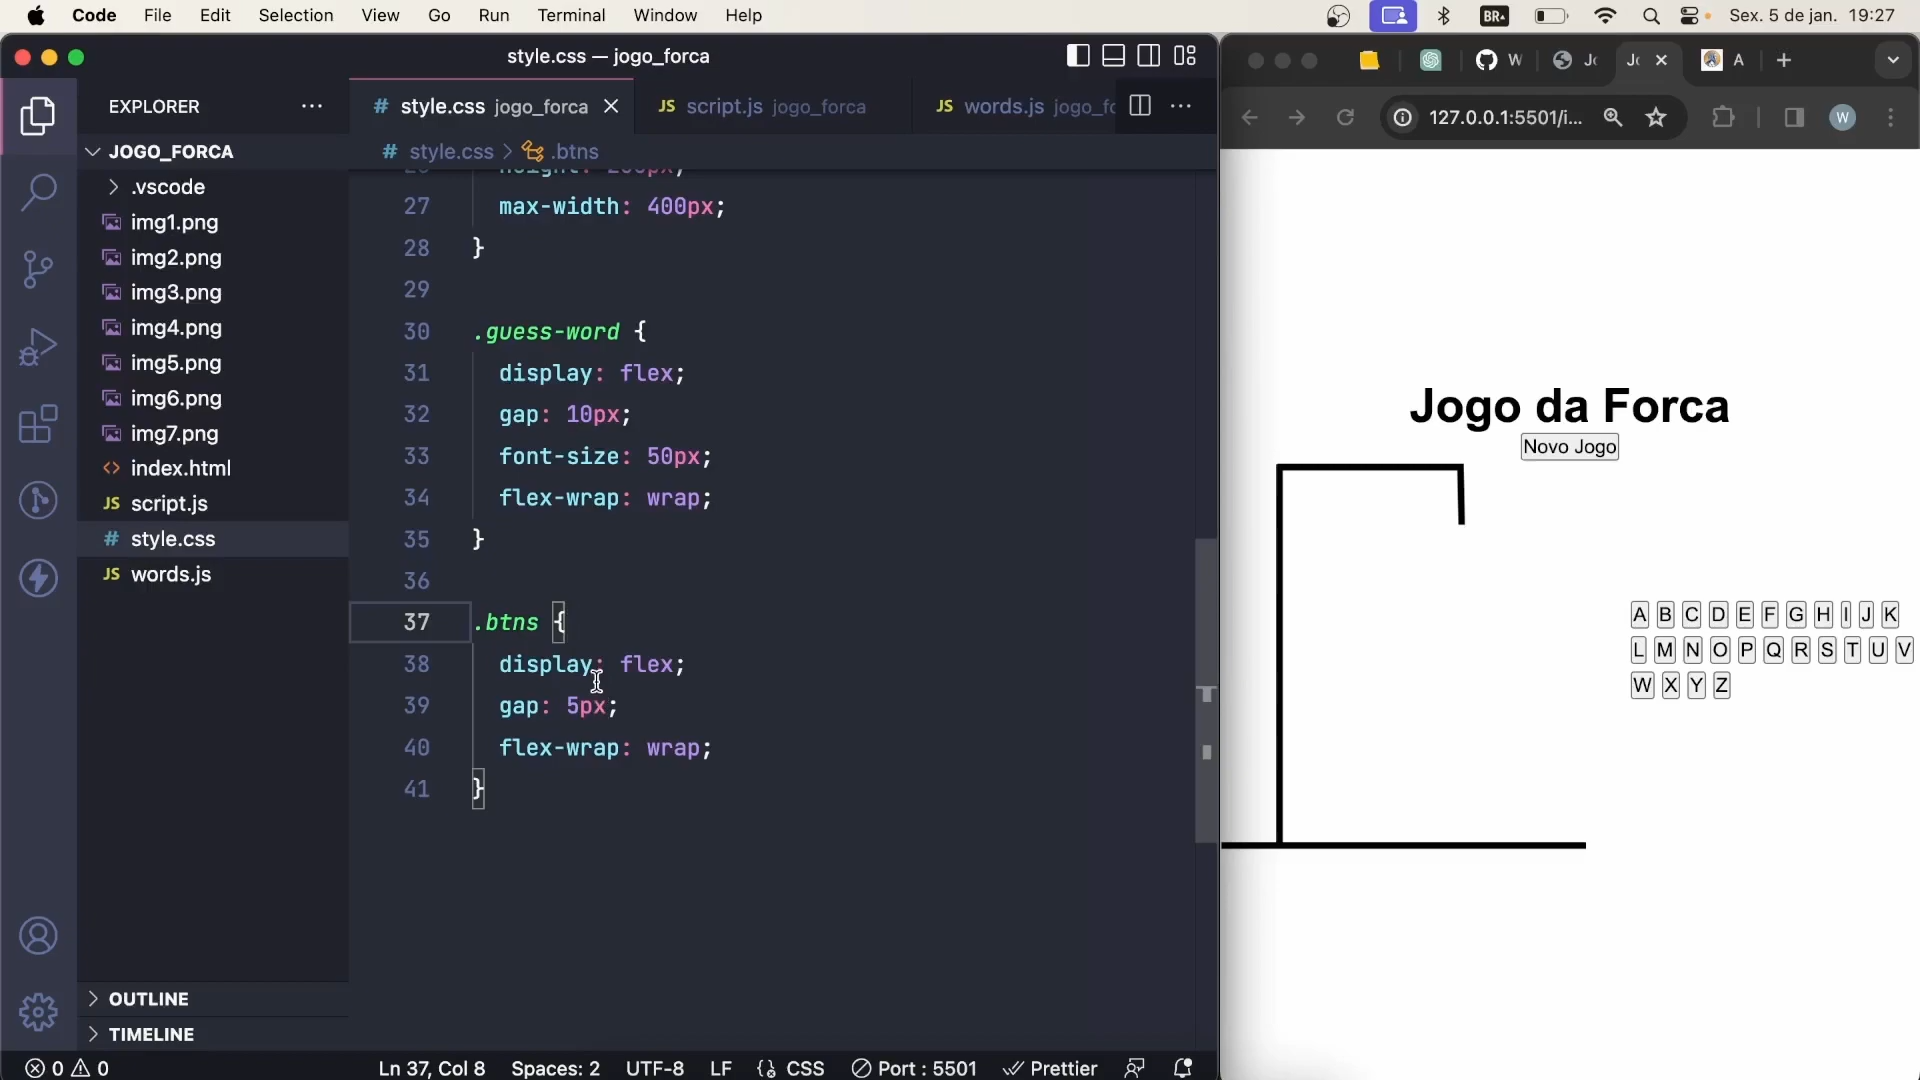 Code File Edit Selection View Go Run Terminal Window Help
BR Sex. 5 de jan. 19:27
style.css — jogo_forca
EXPLORER
JOGO_FORCA
.vscode
img1.png
img2.png
img3.png
img4.png
img5.png
img6.png
img7.png
<> index.html
JS script.js
# style.css
JS words.js
OUTLINE
TIMELINE
# style.css jogo_forca
JS script.js jogo_forca
JS words.js jogo_fo
# style.css > .btns
27 max-width: 400px;
28 }
29
30 .guess-word {
31 display: flex;
32 gap: 10px;
33 font-size: 50px;
34 flex-wrap: wrap;
35 }
36
37 .btns {
38 display: flex;
39 gap: 5px;
40 flex-wrap: wrap;
41 }
0 0
Ln 37, Col 8 Spaces: 2 UTF-8 LF {} CSS Port : 5501 Prettier
W A
127.0.0.1:5501/i...
W
Jogo da Forca
Novo Jogo
A B C D E F G H I J K
L M N O P Q R S T U V
W X Y Z